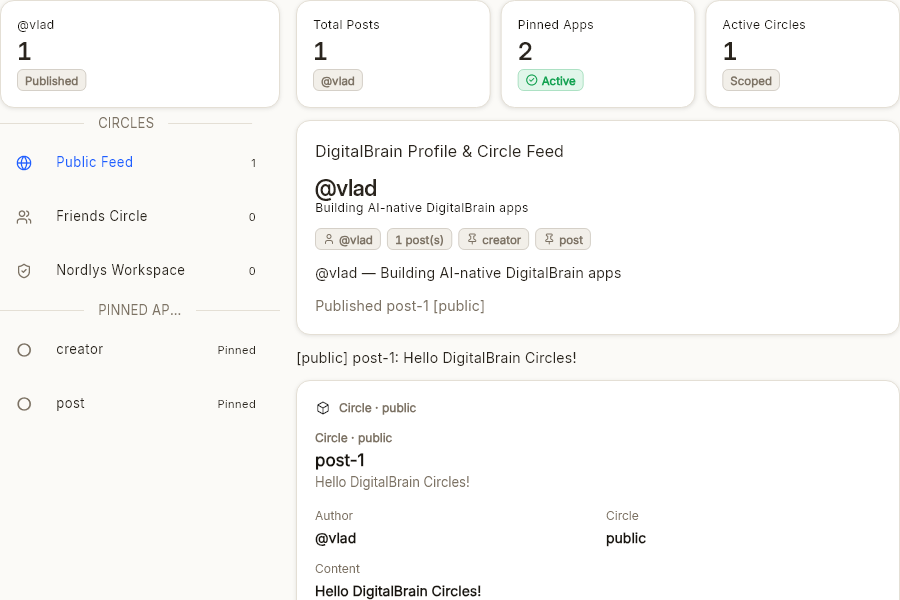 @vlad
1
Published
Total Posts
1
@vlad
Pinned Apps
2
Active
Active Circles
1
Scoped
CIRCLES
Public Feed 1
Friends Circle 0
Nordlys Workspace 0
PINNED AP...
creator Pinned
post Pinned
DigitalBrain Profile & Circle Feed
@vlad
Building AI-native DigitalBrain apps
@vlad 1 post(s) creator post
@vlad — Building AI-native DigitalBrain apps
Published post-1 [public]
[public] post-1: Hello DigitalBrain Circles!
Circle · public
Circle · public
post-1
Hello DigitalBrain Circles!
Author Circle
@vlad public
Content
Hello DigitalBrain Circles!